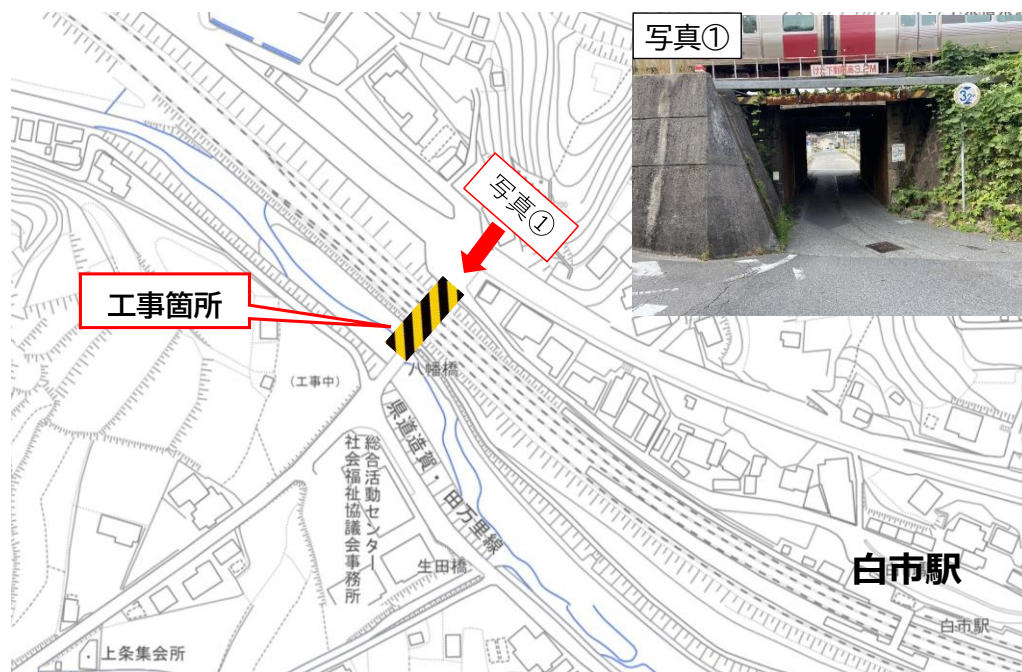 写真①
けた下制限高3.2M
3.2m
写真①
工事箇所
八幡橋
(工事中)
県道造賀・田万里線
総合活動センター
社会福祉協議会事務所
生田橋
白市駅
白市駅
上条集会所